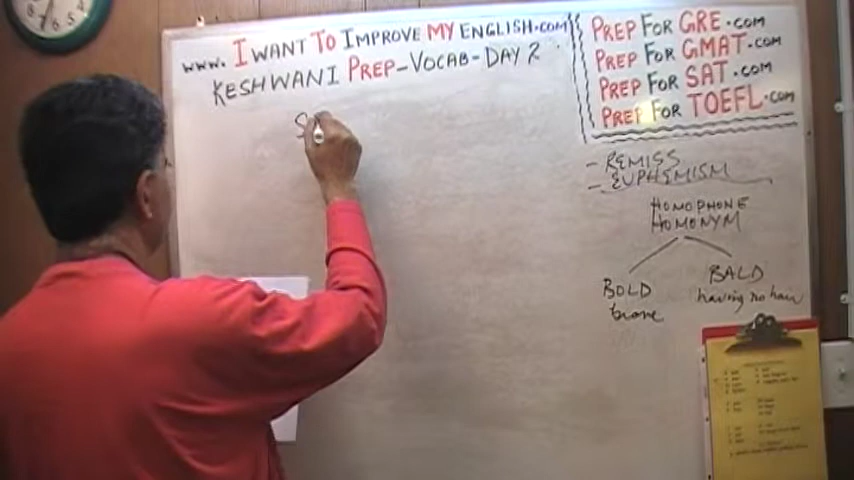 www. I WANT TO IMPROVE MY ENGLISH.COM
KESHWANI PREP-VOCAB-DAY 2
S
PREP FOR GRE.COM
PREP FOR GMAT.COM
PREP FOR SAT.COM
PREP FOR TOEFL.COM
- REMISS
- EUPHEMISM
HOMOPHONE
HOMONYM
BOLD
brave
BALD
having no hair